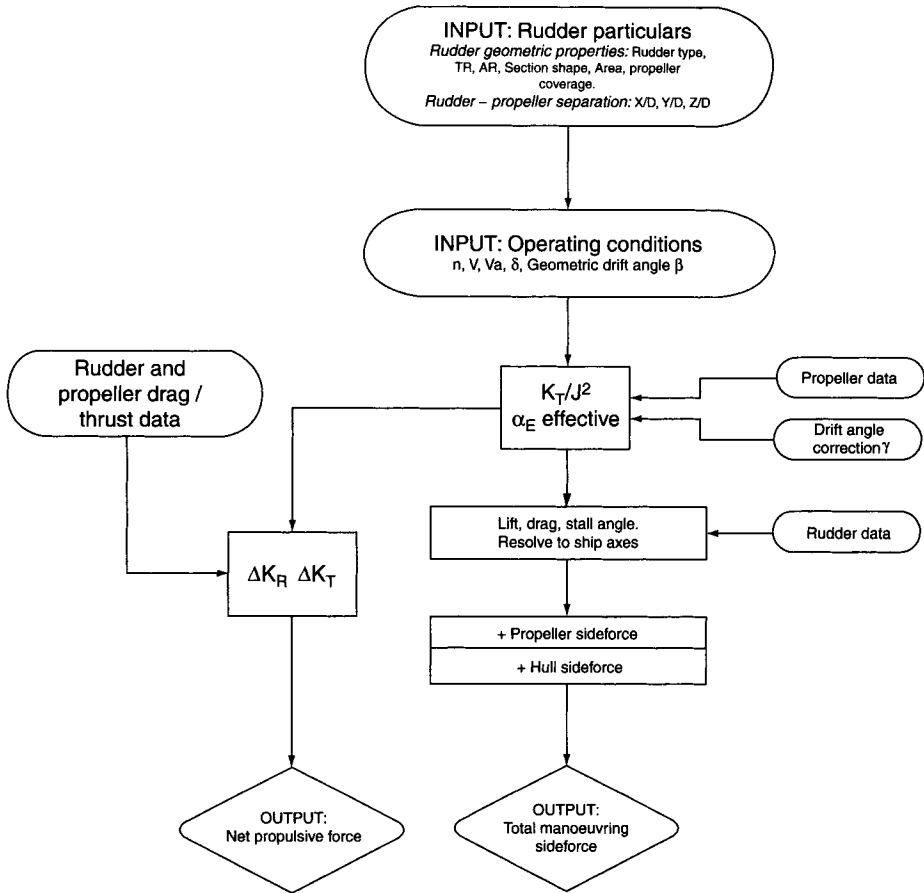 INPUT: Rudder particulars
Rudder geometric properties: Rudder type,
TR, AR, Section shape, Area, propeller
coverage.
Rudder – propeller separation: X/D, Y/D, Z/D
INPUT: Operating conditions
n, V, Va, δ, Geometric drift angle β
Rudder and
propeller drag /
thrust data
K_T/J²
α_E effective
Propeller data
Drift angle
correction γ
Lift, drag, stall angle.
Resolve to ship axes
Rudder data
ΔK_R ΔK_T
+ Propeller sideforce
+ Hull sideforce
OUTPUT:
Net propulsive force
OUTPUT:
Total manoeuvring
sideforce